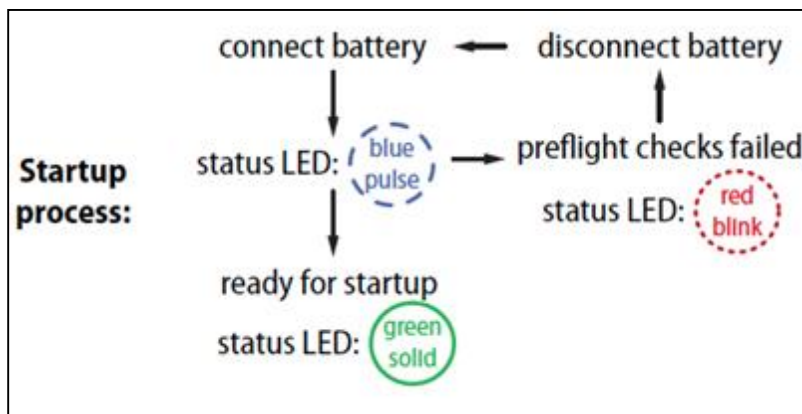 connect battery
disconnect battery
Startup
process:
status LED:
blue
pulse
preflight checks failed
status LED:
red
blink
ready for startup
status LED:
green
solid